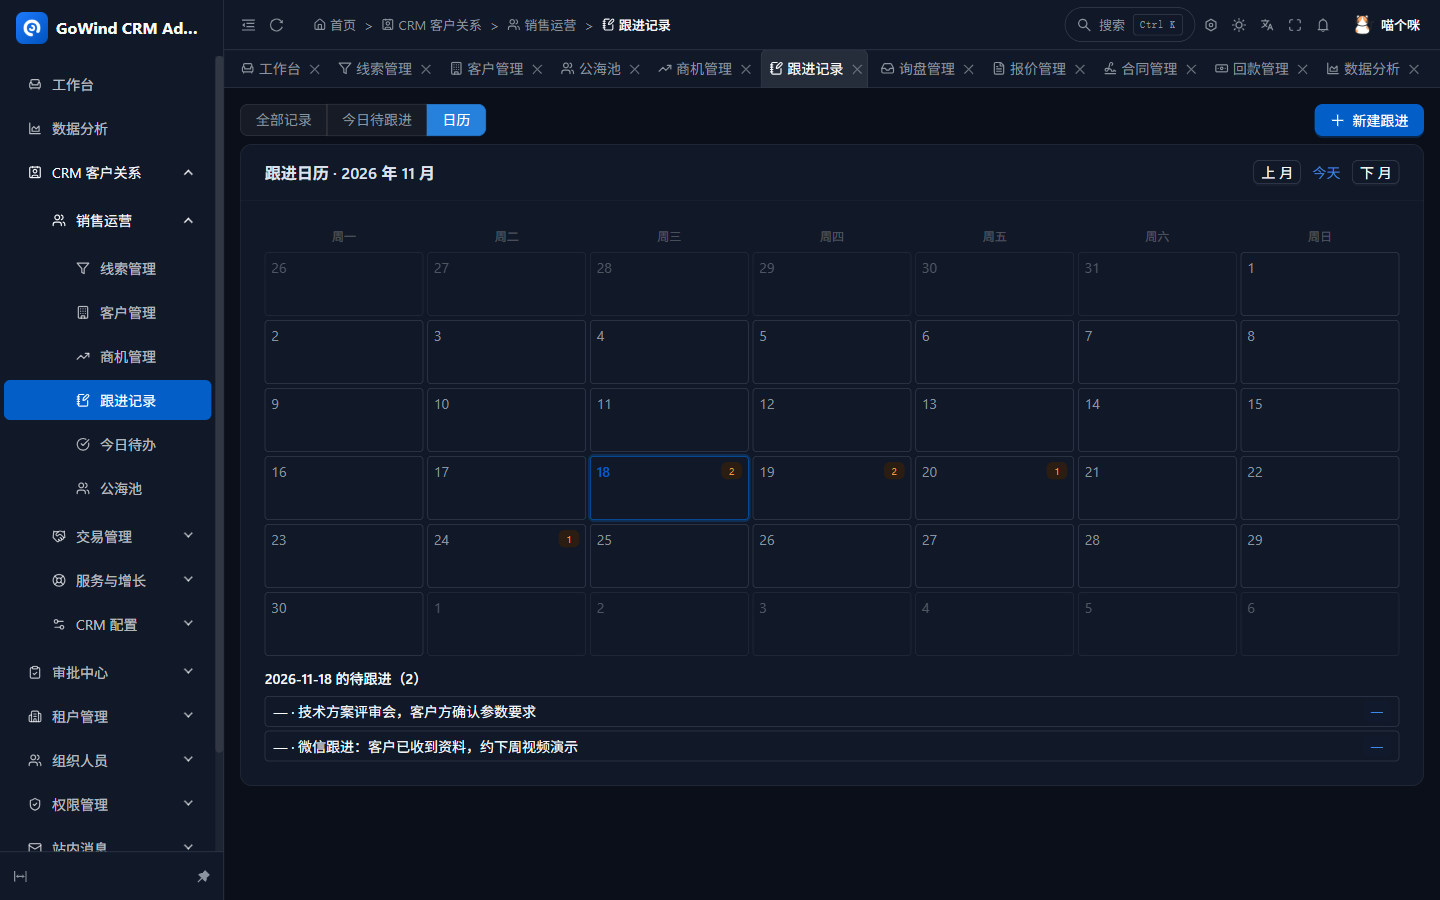 GoWind CRM Ad...
首页 > CRM 客户关系 > 销售运营 > 跟进记录
搜索 Ctrl K
喵个咪
工作台 线索管理 客户管理 公海池 商机管理 跟进记录 询盘管理 报价管理 合同管理 回款管理 数据分析
工作台
数据分析
CRM 客户关系
销售运营
线索管理
客户管理
商机管理
跟进记录
今日待办
公海池
交易管理
服务与增长
CRM 配置
审批中心
租户管理
组织人员
权限管理
站内消息
全部记录 今日待跟进 日历
新建跟进
跟进日历 · 2026 年 11 月
上 月 今天 下 月
周一 周二 周三 周四 周五 周六 周日
26 27 28 29 30 31 1
2 3 4 5 6 7 8
9 10 11 12 13 14 15
16 17 18 2 19 2 20 1 21 22
23 24 1 25 26 27 28 29
30 1 2 3 4 5 6
2026-11-18 的待跟进（2）
— · 技术方案评审会，客户方确认参数要求 —
— · 微信跟进：客户已收到资料，约下周视频演示 —